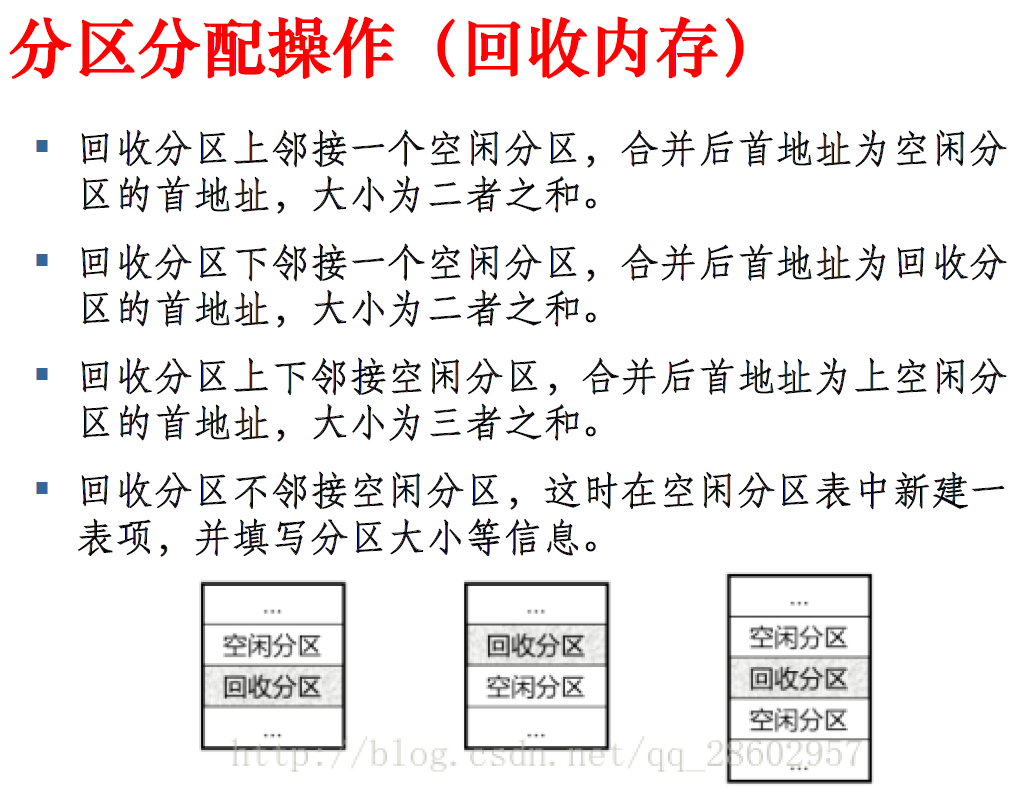 分区分配操作（回收内存）
回收分区上邻接一个空闲分区，合并后首地址为空闲分
区的首地址，大小为二者之和。
回收分区下邻接一个空闲分区，合并后首地址为回收分
区的首地址，大小为二者之和。
回收分区上下邻接空闲分区，合并后首地址为上空闲分
区的首地址，大小为三者之和。
回收分区不邻接空闲分区，这时在空闲分区表中新建一
表项，并填写分区大小等信息。
...
空闲分区
回收分区
...
...
回收分区
空闲分区
...
...
空闲分区
回收分区
空闲分区
...
http://blog.csdn.net/qq_28602957